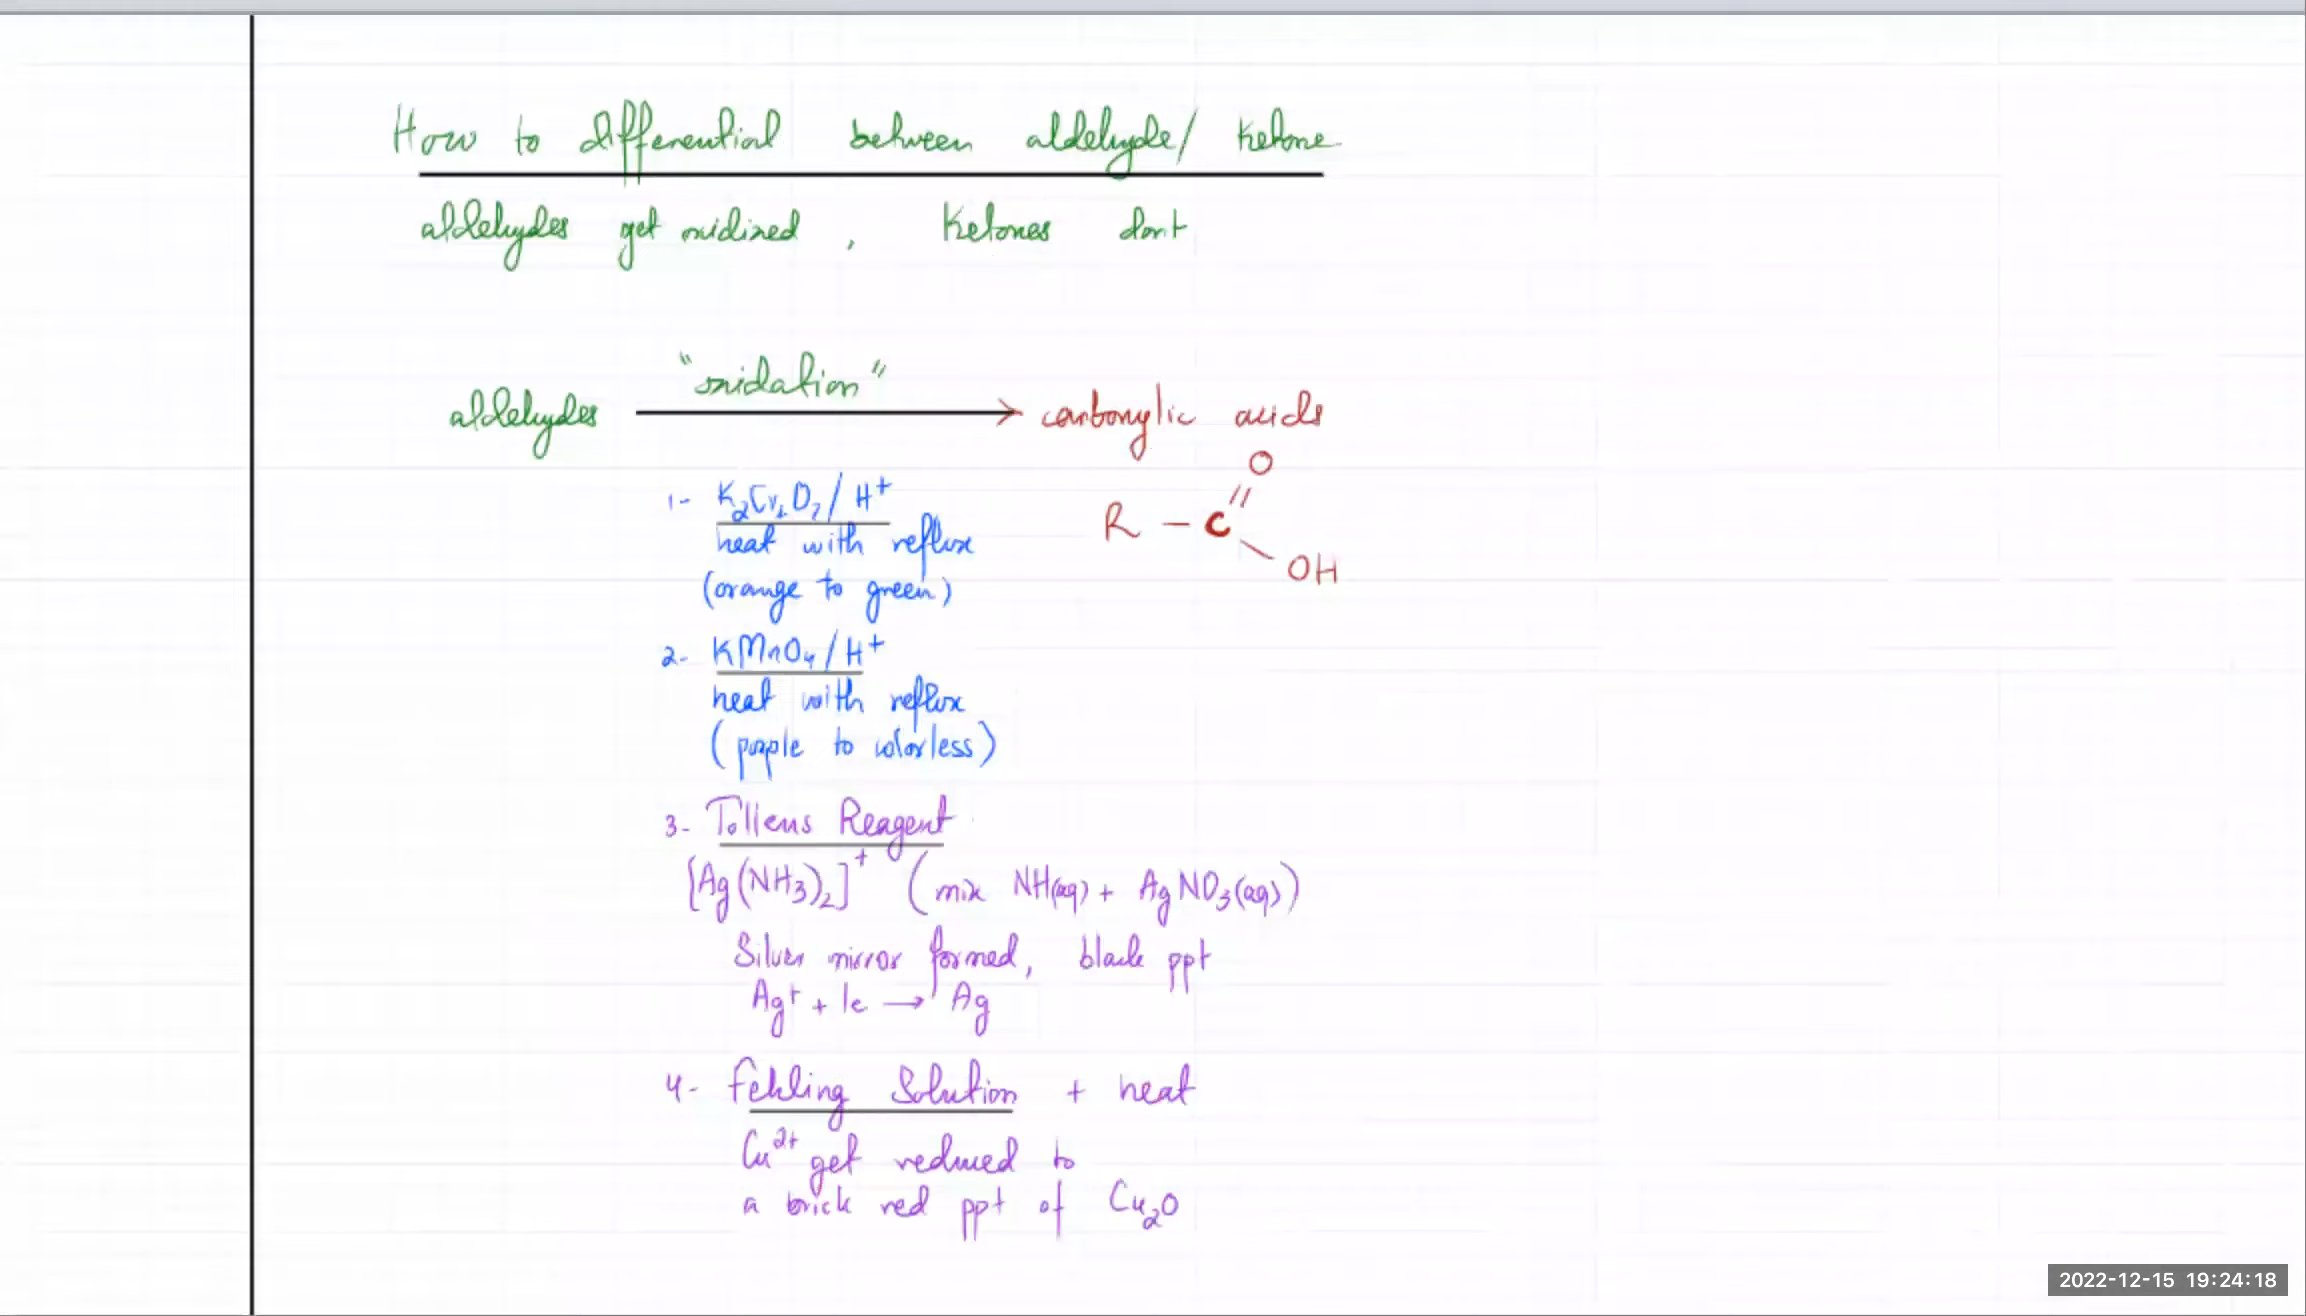 How to differential between aldehyde/ Ketone
aldehydes get oxidized , Ketones dont
"oxidation"
aldehydes → carboxylic acids
O
R - C
OH
1- K₂Cr₂O₇/ H⁺
heat with reflux
(orange to green)
2- KMnO₄/H⁺
heat with reflux
(purple to colorless)
3- Tollens Reagent
[Ag(NH3)₂]⁺ (mix NH(aq) + AgNO₃(aq))
Silver mirror formed, black ppt
Ag⁺ + 1e → Ag
4- Fehling Solution + heat
Cu²⁺ get reduced to
a brick red ppt of Cu₂O
2022-12-15 19:24:18